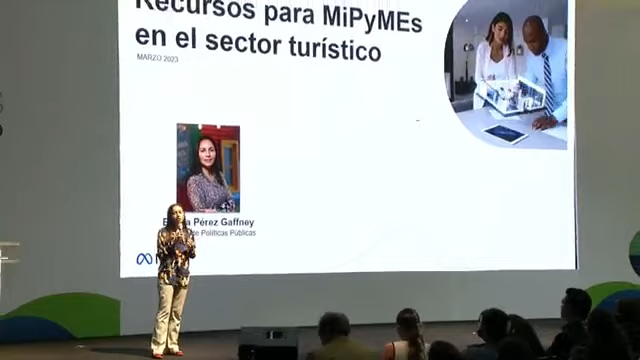 Recursos para MiPyMEs
en el sector turístico
MARZO 2023
Pérez Gaffney
de Políticas Públicas